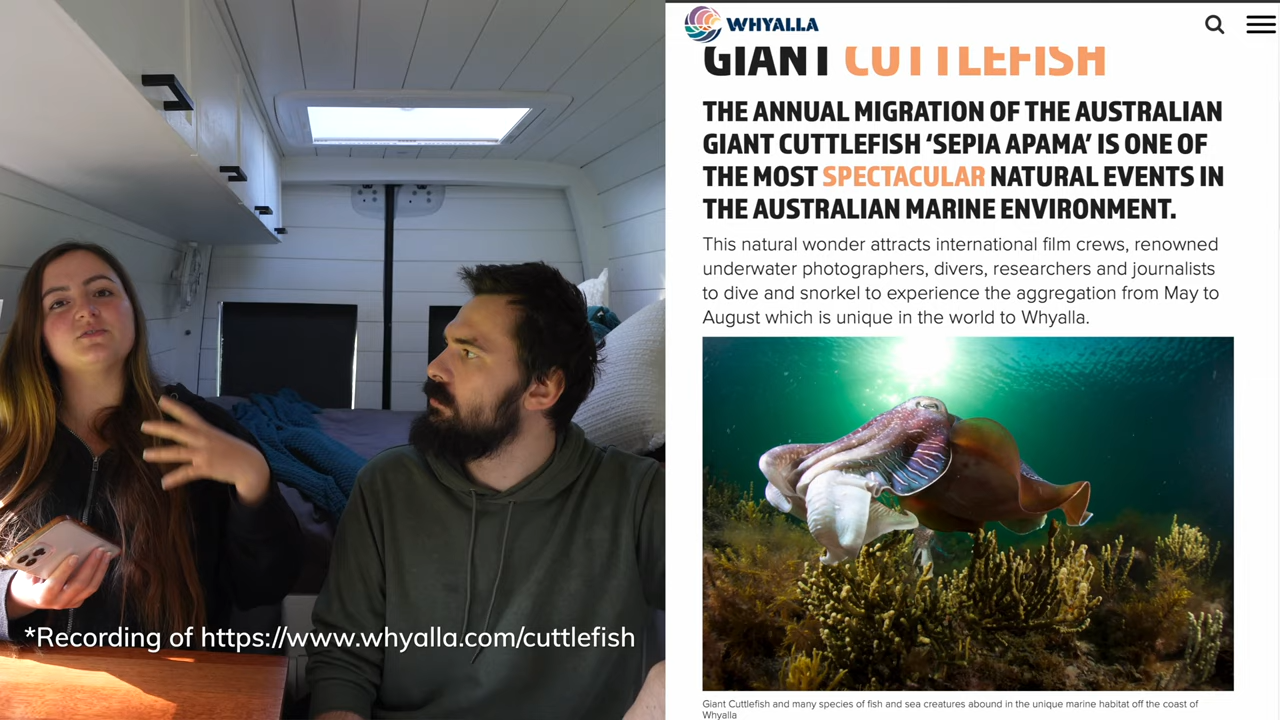 WHYALLA
GIANT CUTTLEFISH
THE ANNUAL MIGRATION OF THE AUSTRALIAN
GIANT CUTTLEFISH ‘SEPIA APAMA’ IS ONE OF
THE MOST SPECTACULAR NATURAL EVENTS IN
THE AUSTRALIAN MARINE ENVIRONMENT.
This natural wonder attracts international film crews, renowned
underwater photographers, divers, researchers and journalists
to dive and snorkel to experience the aggregation from May to
August which is unique in the world to Whyalla.
Giant Cuttlefish and many species of fish and sea creatures abound in the unique marine habitat off the coast of
Whyalla
*Recording of https://www.whyalla.com/cuttlefish